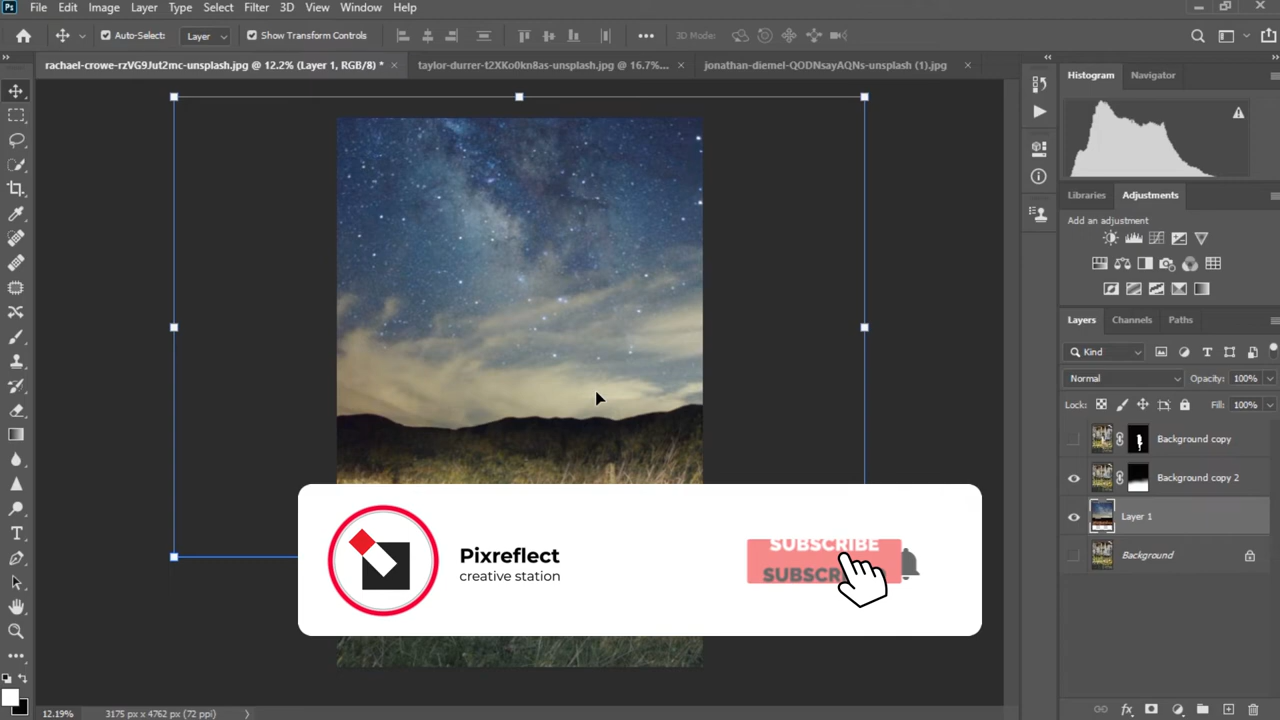 File Edit Image Layer Type Select Filter 3D View Window Help
Auto-Select: Layer Show Transform Controls 3D Mode:
rachael-crowe-rzVG9Jut2mc-unsplash.jpg @ 12.2% (Layer 1, RGB/8) * taylor-durrer-t2XKo0kn8as-unsplash.jpg @ 16.7%... jonathan-diemel-QODNsayAQNs-unsplash (1).jpg
Histogram Navigator
Libraries Adjustments
Add an adjustment
Layers Channels Paths
Kind
Normal Opacity: 100%
Lock: Fill: 100%
Background copy
Background copy 2
Layer 1
Background
Pixreflect
creative station
SUBSCRIBE
12.19% 3175 px x 4762 px (72 ppi)